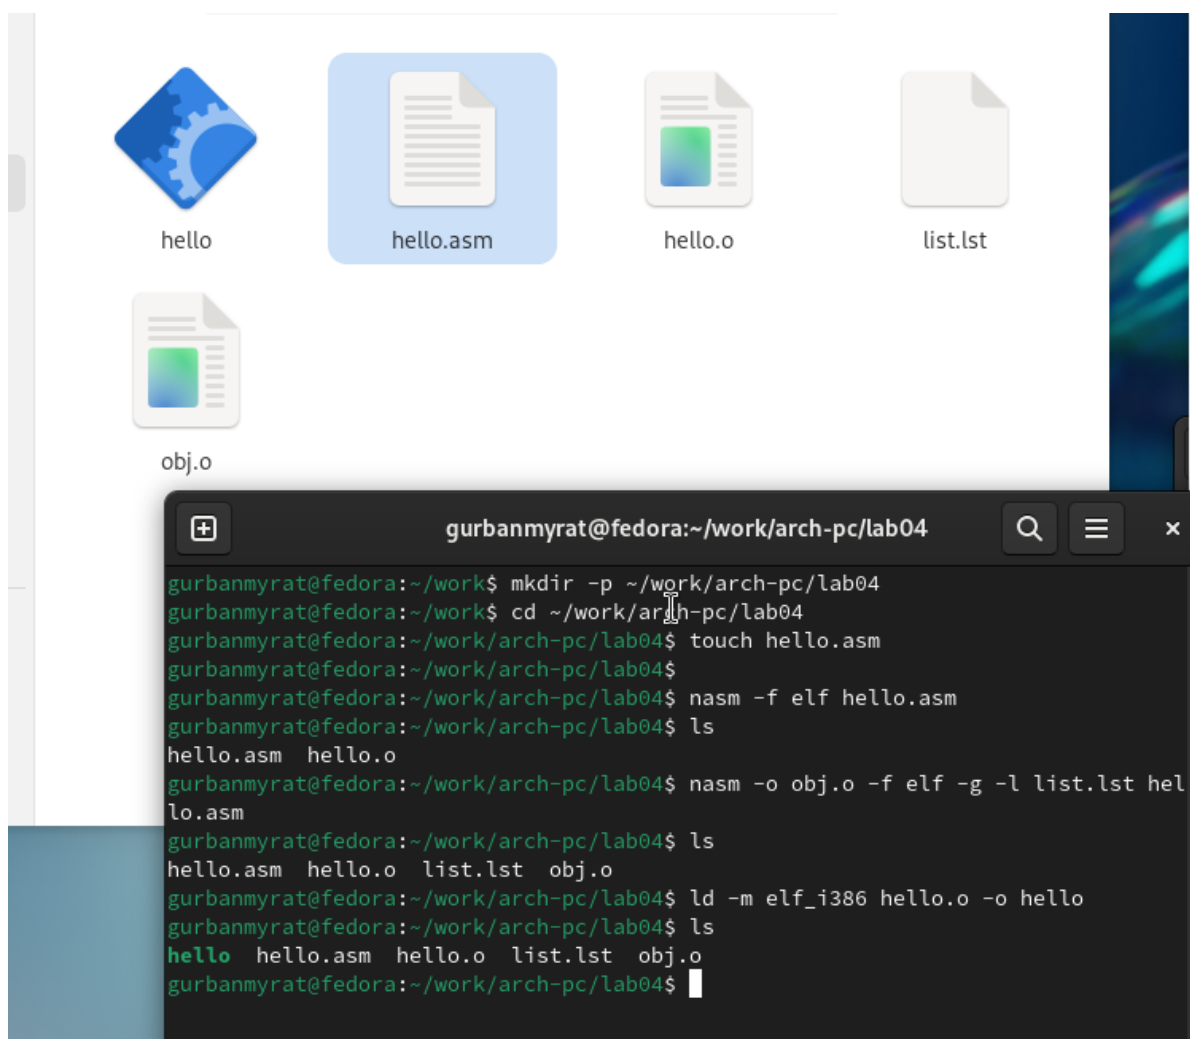 hello
hello.asm
hello.o
list.lst
obj.o
gurbanmyrat@fedora:~/work/arch-pc/lab04
gurbanmyrat@fedora:~/work$ mkdir -p ~/work/arch-pc/lab04
gurbanmyrat@fedora:~/work$ cd ~/work/arch-pc/lab04
gurbanmyrat@fedora:~/work/arch-pc/lab04$ touch hello.asm
gurbanmyrat@fedora:~/work/arch-pc/lab04$
gurbanmyrat@fedora:~/work/arch-pc/lab04$ nasm -f elf hello.asm
gurbanmyrat@fedora:~/work/arch-pc/lab04$ ls
hello.asm  hello.o
gurbanmyrat@fedora:~/work/arch-pc/lab04$ nasm -o obj.o -f elf -g -l list.lst hel
lo.asm
gurbanmyrat@fedora:~/work/arch-pc/lab04$ ls
hello.asm  hello.o  list.lst  obj.o
gurbanmyrat@fedora:~/work/arch-pc/lab04$ ld -m elf_i386 hello.o -o hello
gurbanmyrat@fedora:~/work/arch-pc/lab04$ ls
hello  hello.asm  hello.o  list.lst  obj.o
gurbanmyrat@fedora:~/work/arch-pc/lab04$